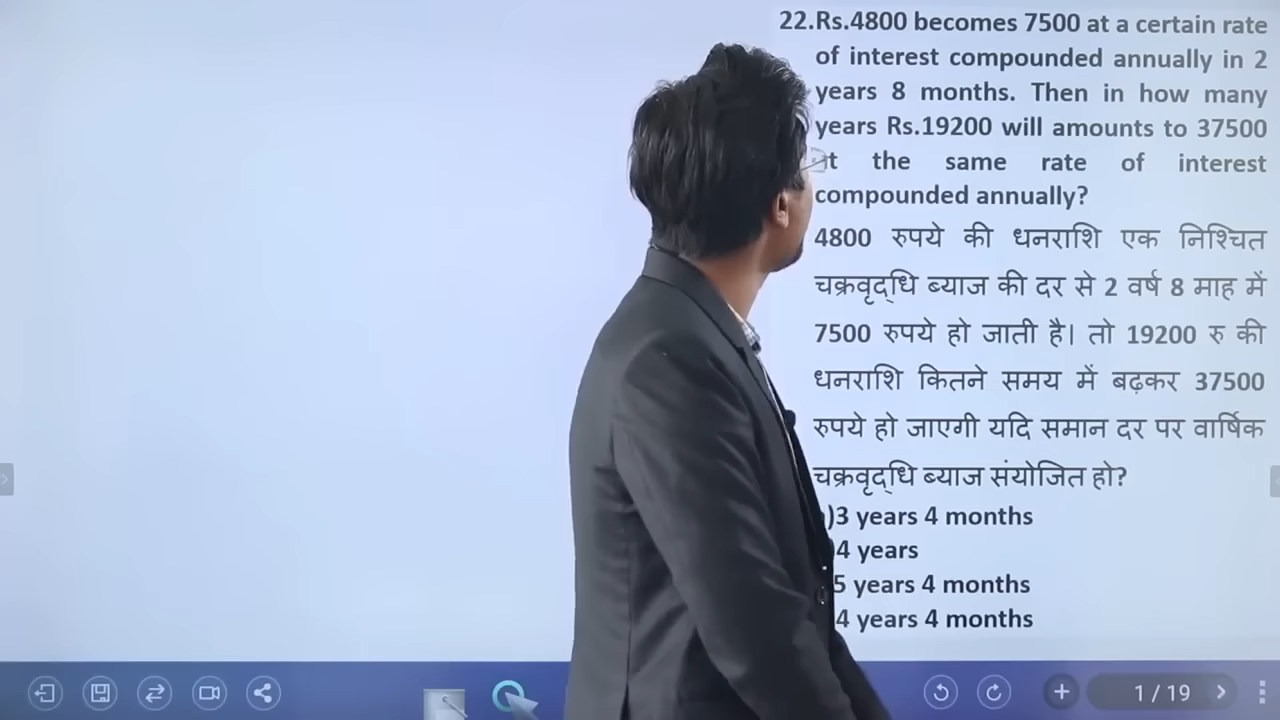 22.Rs.4800 becomes 7500 at a certain rate
of interest compounded annually in 2
years 8 months. Then in how many
years Rs.19200 will amounts to 37500
the same rate of interest
compounded annually?
4800 रुपये की धनराशि एक निश्चित
चक्रवृद्धि ब्याज की दर से 2 वर्ष 8 माह में
7500 रुपये हो जाती है। तो 19200 रु की
धनराशि कितने समय में बढ़कर 37500
रुपये हो जाएगी यदि समान दर पर वार्षिक
चक्रवृद्धि ब्याज संयोजित हो?
)3 years 4 months
4 years
5 years 4 months
4 years 4 months
1 / 19